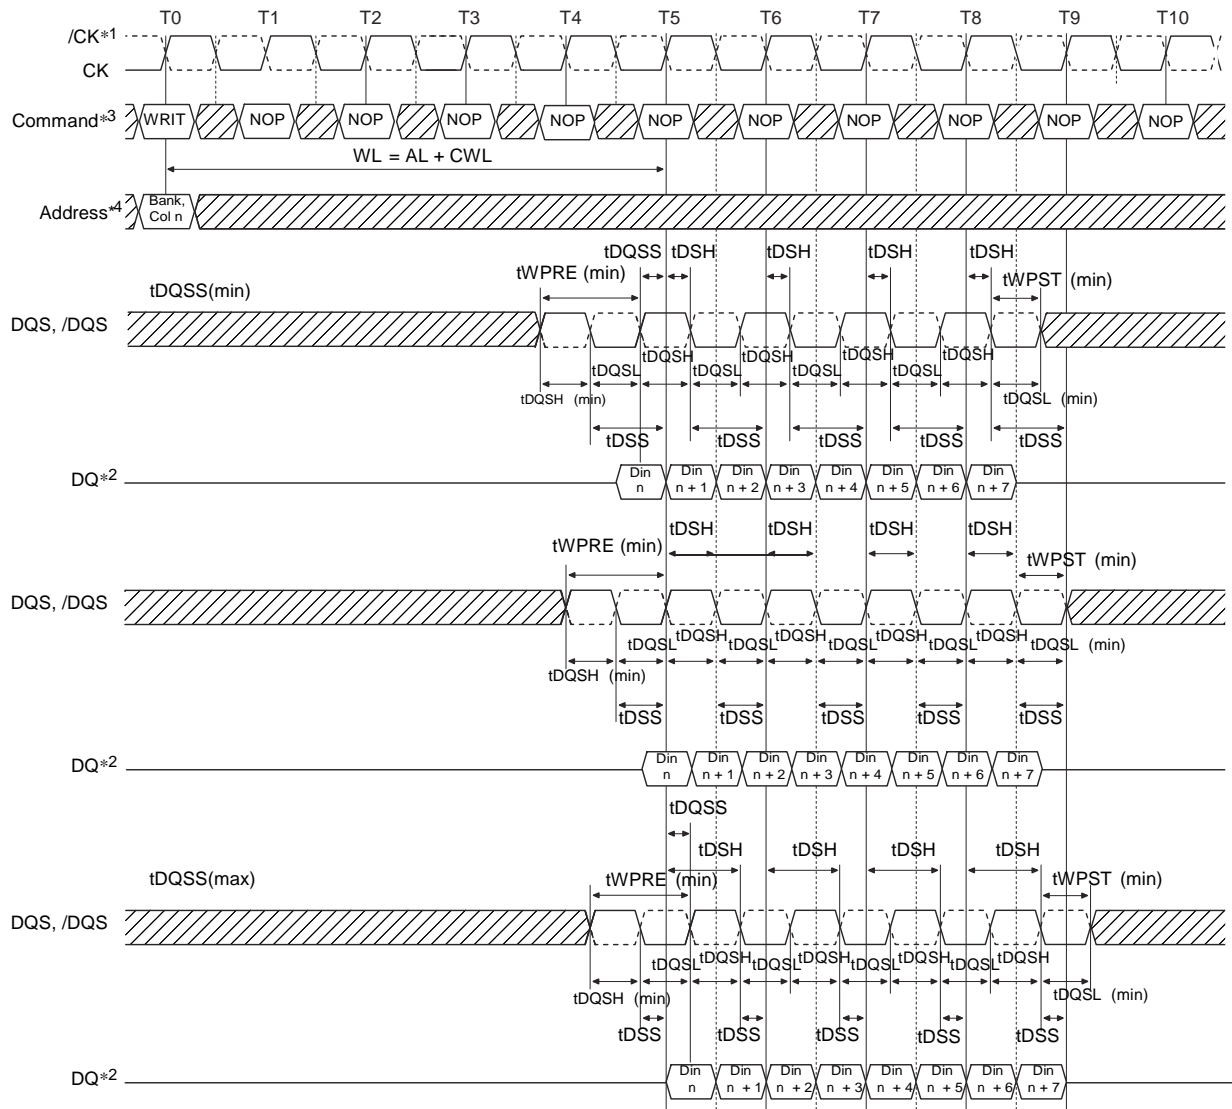 T0 T1 T2 T3 T4 T5 T6 T7 T8 T9 T10
/CK*1
CK
Command*3 WRIT NOP NOP NOP NOP NOP NOP NOP NOP NOP NOP
WL = AL + CWL
Address*4 Bank, Col n
tDQSS tDSH tDSH tDSH tDSH
tWPRE (min) tWPST (min)
tDQSS(min)
DQS, /DQS
tDQSH tDQSH tDQSH tDQSH
tDQSL tDQSL tDQSL tDQSL
tDQSH (min) tDQSL (min)
tDSS tDSS tDSS tDSS tDSS
DQ*2 Din n Din n + 1 Din n + 2 Din n + 3 Din n + 4 Din n + 5 Din n + 6 Din n + 7
tDSH tDSH tDSH tDSH
tWPRE (min) tWPST (min)
DQS, /DQS
tDQSL tDQSH tDQSL tDQSH tDQSL tDQSH tDQSL tDQSH tDQSL (min)
tDQSH (min)
tDSS tDSS tDSS tDSS tDSS
DQ*2 Din n Din n + 1 Din n + 2 Din n + 3 Din n + 4 Din n + 5 Din n + 6 Din n + 7
tDQSS
tDSH tDSH tDSH tDSH
tDQSS(max) tWPRE (min) tWPST (min)
DQS, /DQS
tDQSL tDQSH tDQSL tDQSH tDQSL tDQSH tDQSL tDQSH
tDQSH (min) tDQSL (min)
tDSS tDSS tDSS tDSS tDSS
DQ*2 Din n Din n + 1 Din n + 2 Din n + 3 Din n + 4 Din n + 5 Din n + 6 Din n + 7